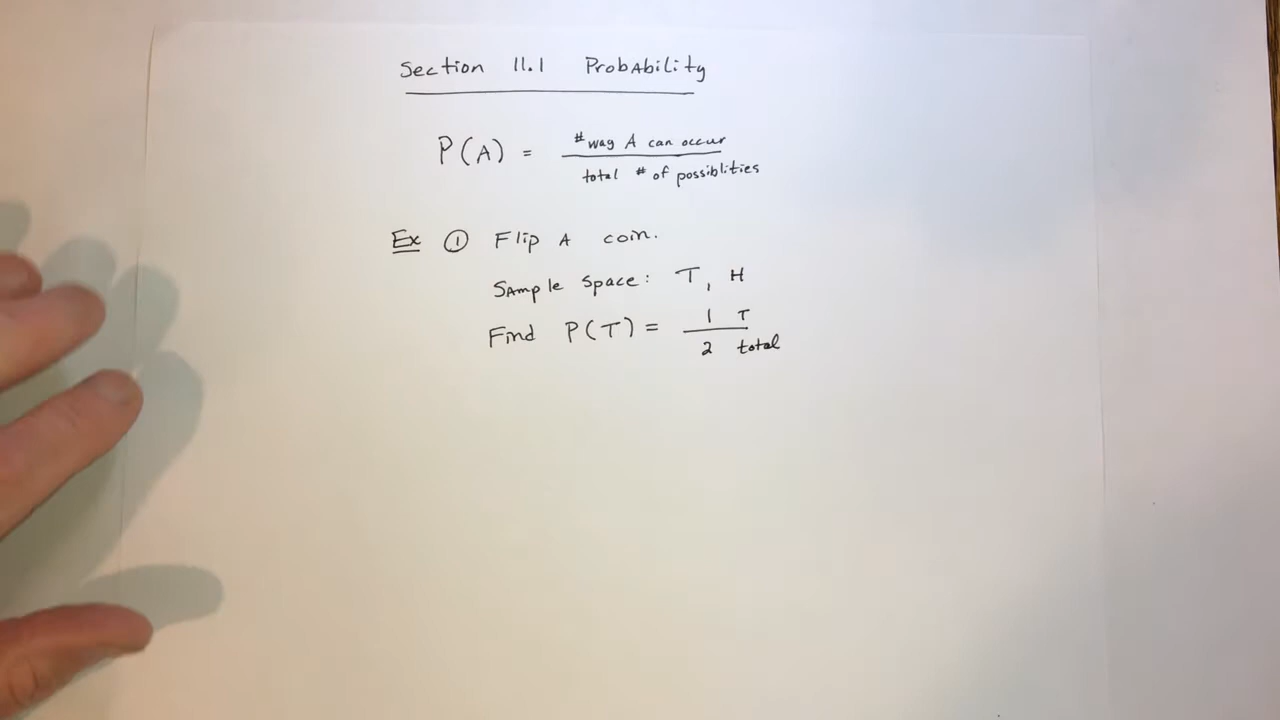 Section 11.1 Probability
P(A) = # way A can occur / total # of possiblities
Ex ① Flip A coin.
Sample Space: T, H
Find P(T) = 1 T / 2 total